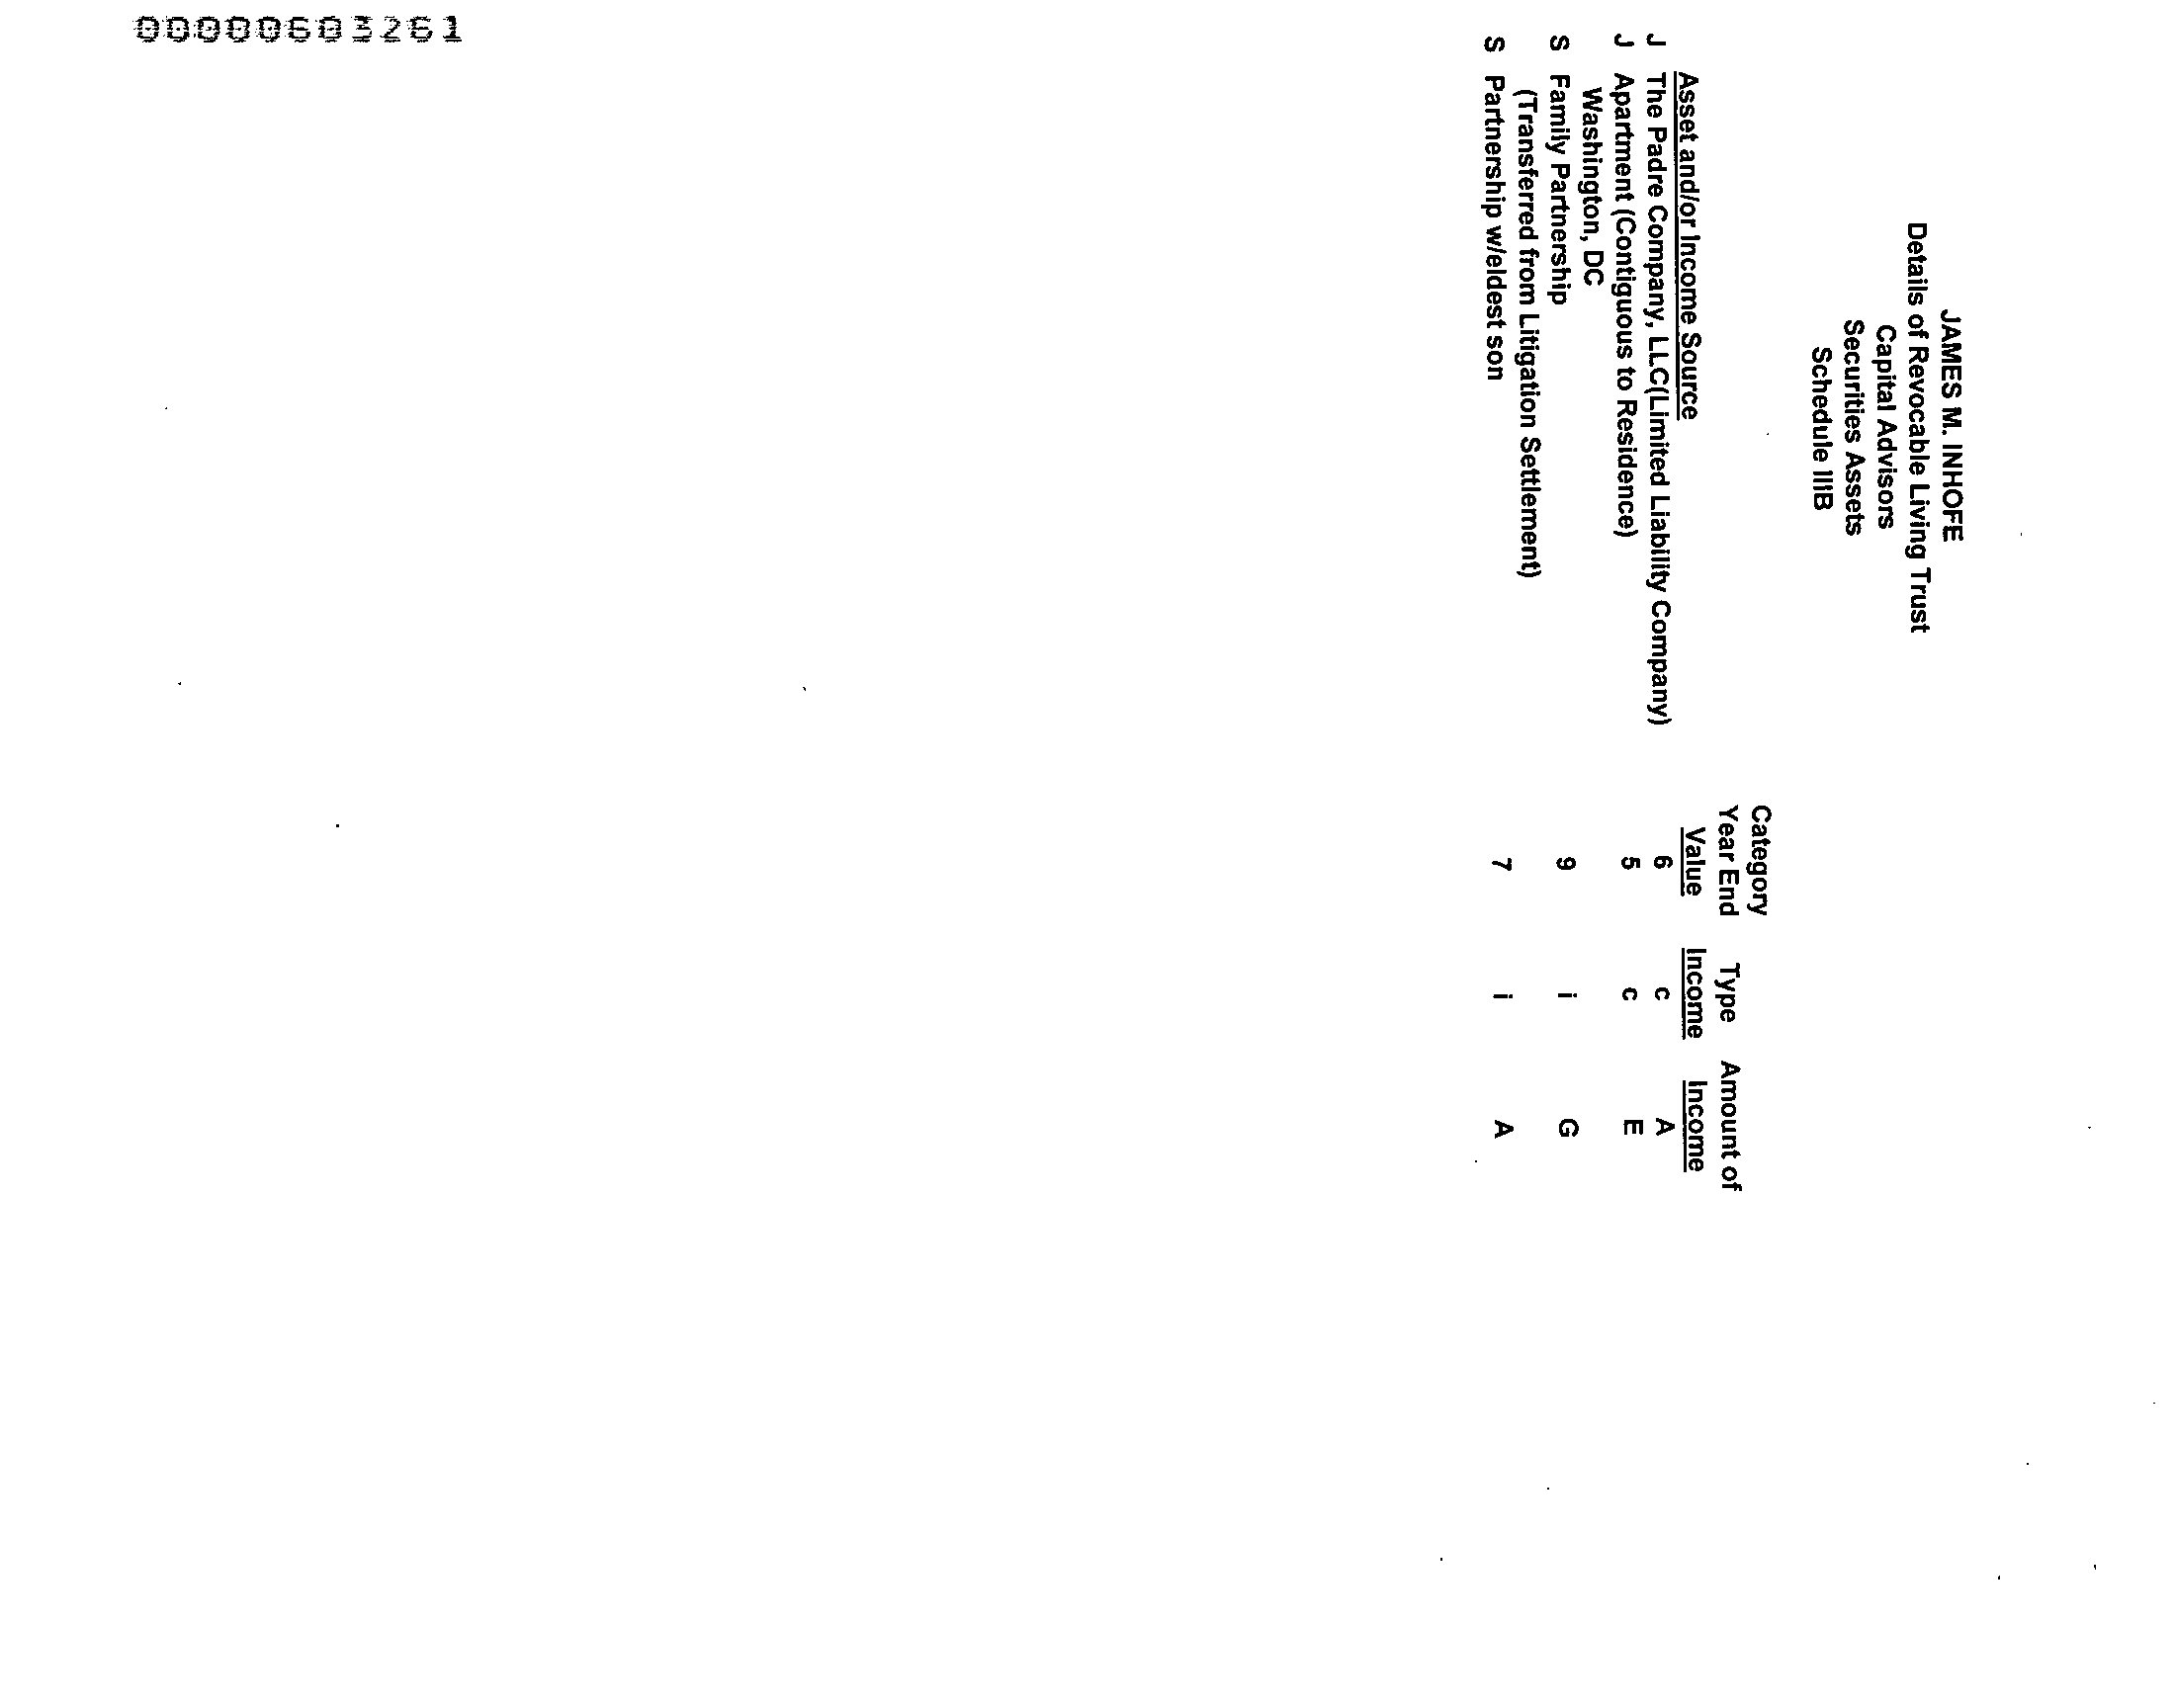 00000603261
JAMES M. INHOFE
Details of Revocable Living Trust
Capital Advisors
Securities Assets
Schedule IIIB
Category
Year End Type Amount of
Asset and/or Income Source Value Income Income
J The Padre Company, LLC(Limited Liability Company) 6 c A
J Apartment (Contiguous to Residence) 5 c E
Washington, DC
S Family Partnership 9 i G
(Transferred from Litigation Settlement)
S Partnership w/eldest son 7 i A